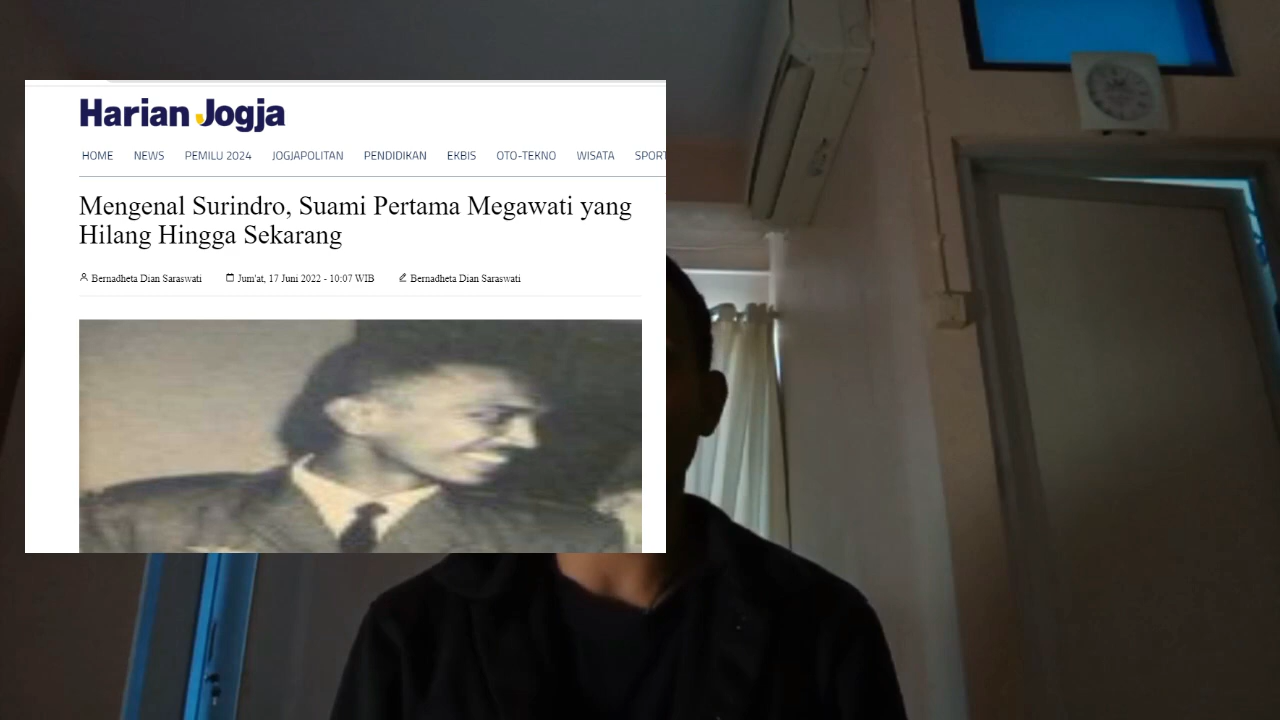 Harian Jogja
HOME NEWS PEMILU 2024 JOGJAPOLITAN PENDIDIKAN EKBIS OTO-TEKNO WISATA SPORT
Mengenal Surindro, Suami Pertama Megawati yang
Hilang Hingga Sekarang
Bernadheta Dian Saraswati Jum'at, 17 Juni 2022 - 10:07 WIB Bernadheta Dian Saraswati